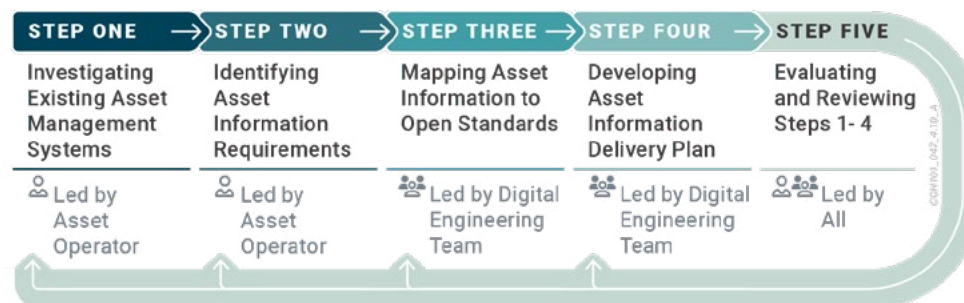 STEP ONE
STEP TWO
STEP THREE
STEP FOUR
STEP FIVE
Investigating
Existing Asset
Management
Systems
Identifying
Asset
Information
Requirements
Mapping Asset
Information to
Open Standards
Developing
Asset
Information
Delivery Plan
Evaluating
and Reviewing
Steps 1- 4
Led by
Asset
Operator
Led by
Asset
Operator
Led by Digital
Engineering
Team
Led by Digital
Engineering
Team
Led by
All